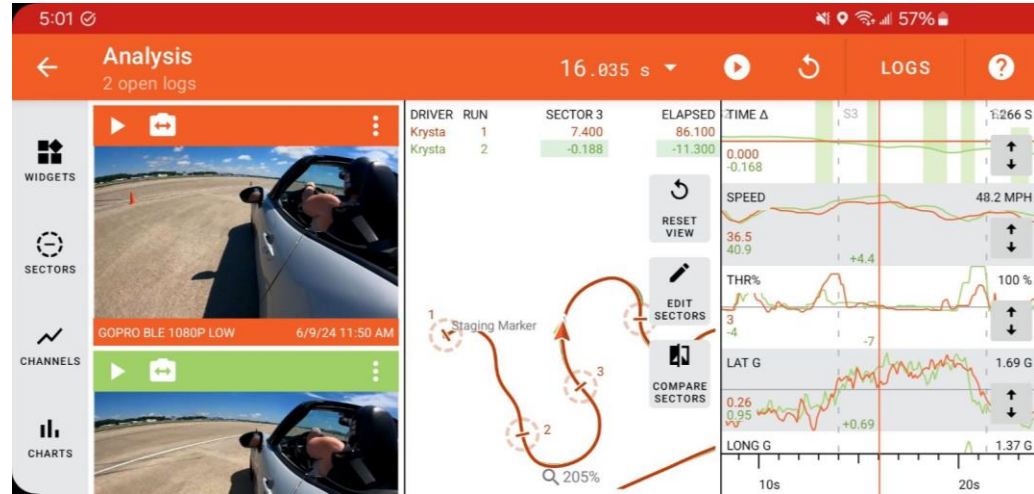 5:01
57%
Analysis
2 open logs
16.035 s
LOGS
?
WIDGETS
SECTORS
CHANNELS
CHARTS
GOPRO BLE 1080P LOW 6/9/24 11:50 AM
DRIVER RUN SECTOR 3 ELAPSED
Krysta 1 7.400 86.100
Krysta 2 -0.188 -11.300
RESET
VIEW
EDIT
SECTORS
COMPARE
SECTORS
1
Staging Marker
3
2
205%
TIME Δ S3 1.266 S
0.000
-0.168
SPEED 48.2 MPH
36.5
40.9
+4.4
THR% 100 %
3
-4
-7
LAT G 1.69 G
0.26
0.95
+0.69
LONG G 1.37 G
10s 20s